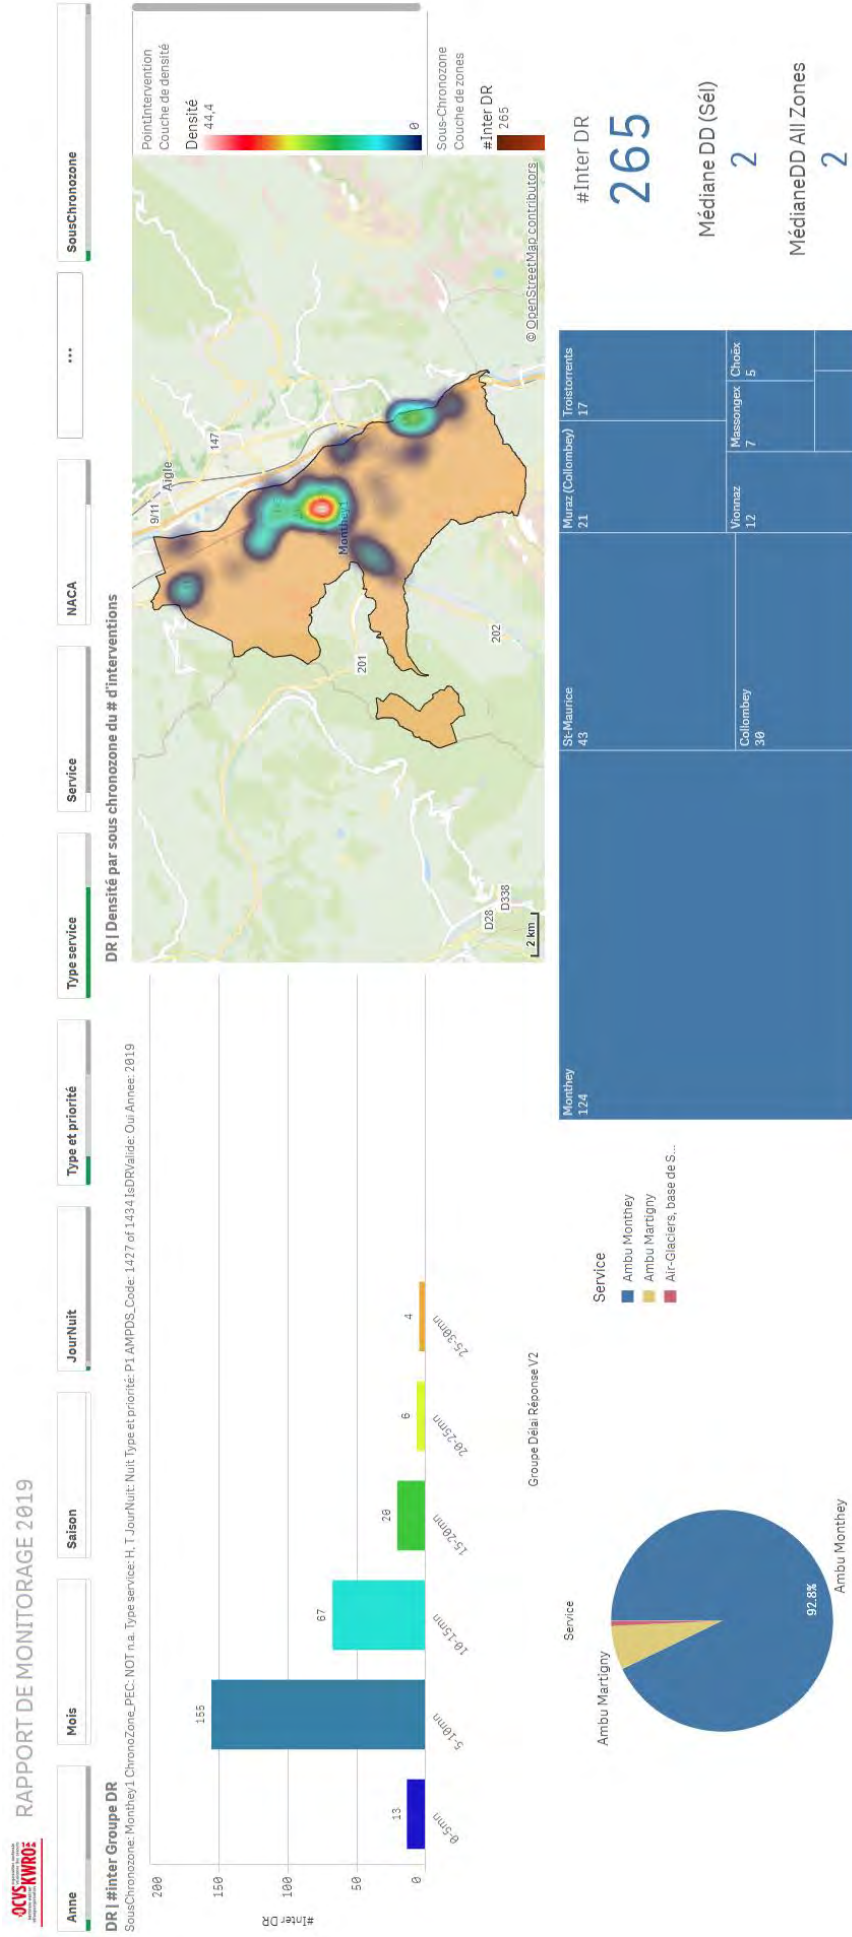 OCVS
KWRO
RAPPORT DE MONITORAGE 2019
Anne
Mois
Saison
JourNuit
Type et priorité
Type service
Service
NACA
...
SousChronozone
DR | #inter Groupe DR
SousChronozone: Monthey1 ChronoZone_PEC: NOT n.a. Type service: H, T JourNuit: Nuit Type et priorité: P1 AMPDS_Code: 1427 of 1434 IsDRValide: Oui Annee: 2019
#Inter DR
200
150
100
50
0
13
155
67
20
6
4
0-5mn
5-10mn
10-15mn
15-20mn
20-25mn
25-30mn
Groupe Délai Réponse V2
DR | Densité par sous chronozone du # d'interventions
9/11
Aigle
147
Monthey1
201
202
D28
D338
2 km
© OpenStreetMap contributors
PointIntervention
Couche de densité
Densité
44,4
0
Sous-Chronozone
Couche de zones
#Inter DR
265
Service
Ambu Martigny
92.8%
Ambu Monthey
Service
Ambu Monthey
Ambu Martigny
Air-Glaciers, base de S...
Monthey
124
St-Maurice
43
Collombey
30
Muraz (Collombey)
21
Troistorrents
17
Vionnaz
12
Massongex
7
Choëx
5
#Inter DR
265
Médiane DD (Sél)
2
MédianeDD All Zones
2